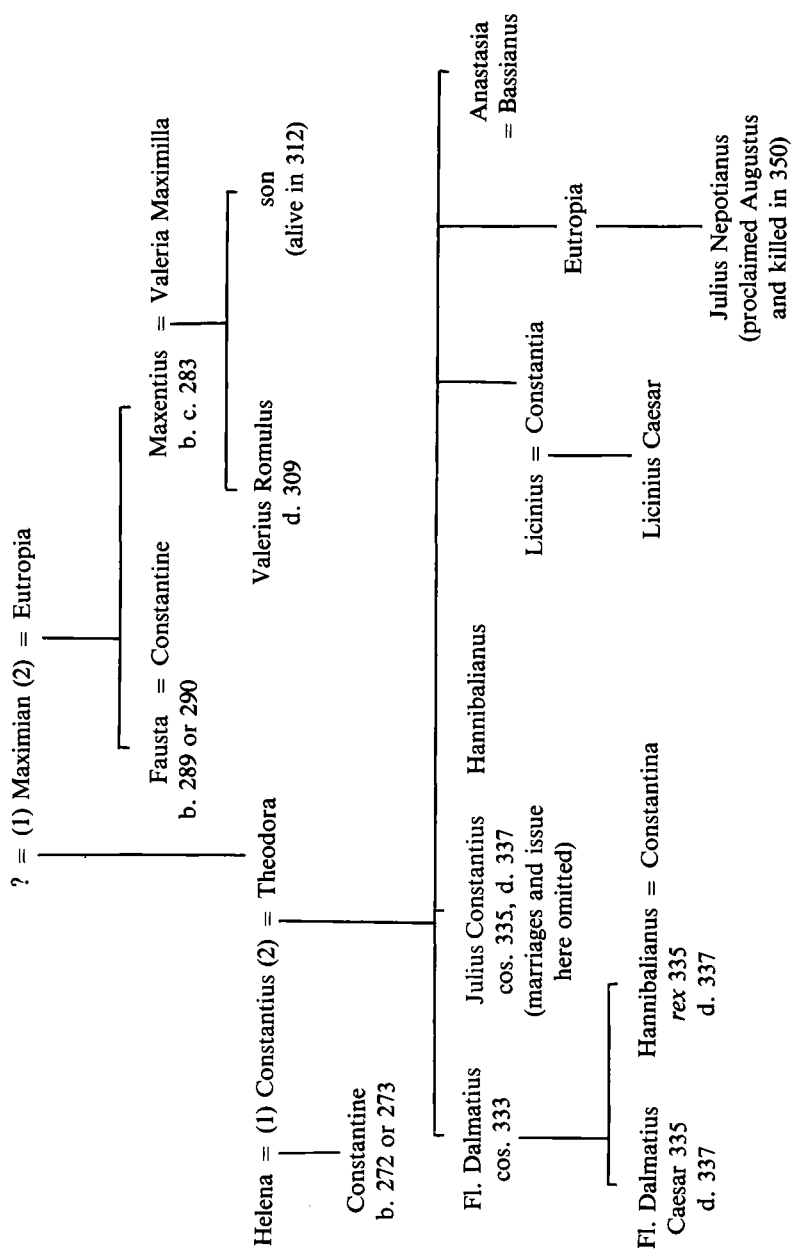 ? = (1) Maximian (2) = Eutropia
Fausta = Constantine
b. 289 or 290
Maxentius = Valeria Maximilla
b. c. 283
Valerius Romulus
d. 309
son
(alive in 312)
Helena = (1) Constantius (2) = Theodora
Constantine
b. 272 or 273
Fl. Dalmatius
cos. 333
Julius Constantius
cos. 335, d. 337
(marriages and issue
here omitted)
Hannibalianus
Licinius = Constantia
Eutropia
Anastasia
= Bassianus
Fl. Dalmatius
Caesar 335
d. 337
Hannibalianus = Constantina
rex 335
d. 337
Licinius Caesar
Julius Nepotianus
(proclaimed Augustus
and killed in 350)